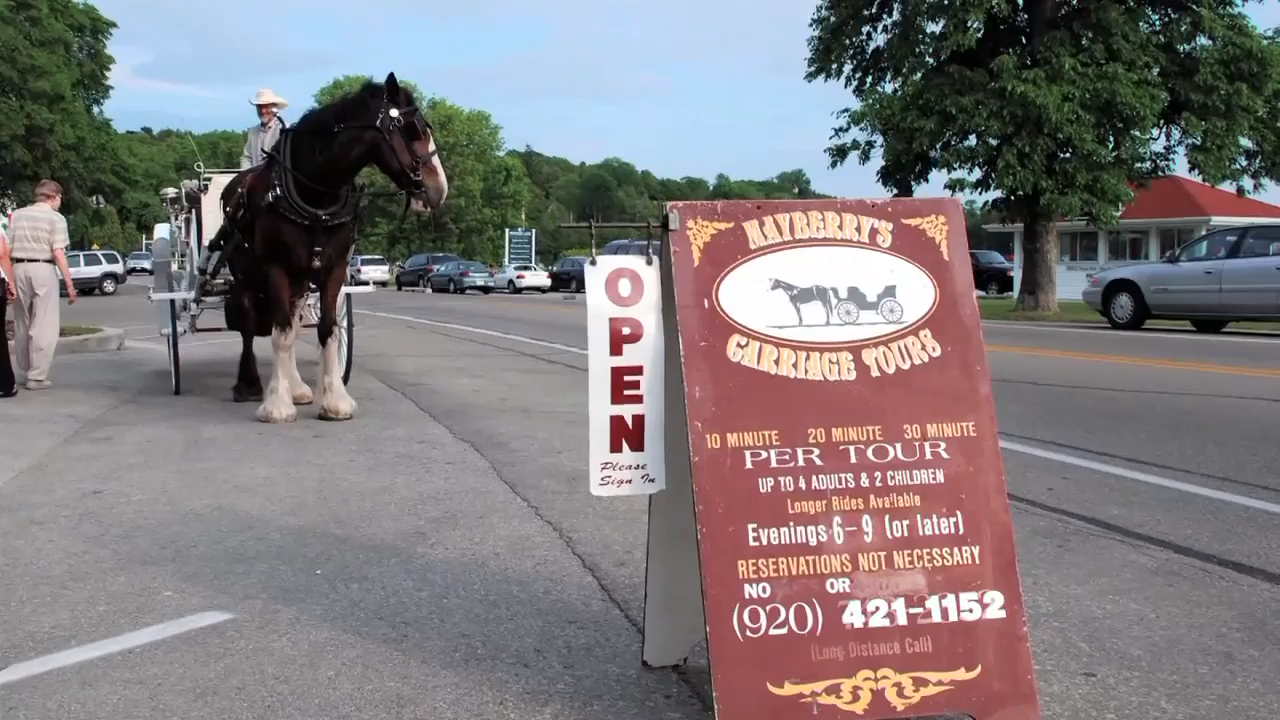 OPEN
Please
Sign In
MAYBERRY'S
CARRIAGE TOURS
10 MINUTE 20 MINUTE 30 MINUTE
PER TOUR
UP TO 4 ADULTS & 2 CHILDREN
Longer Rides Available
Evenings 6-9 (or later)
RESERVATIONS NOT NECESSARY
NO OR
(920) 421-1152
(Long Distance Call)